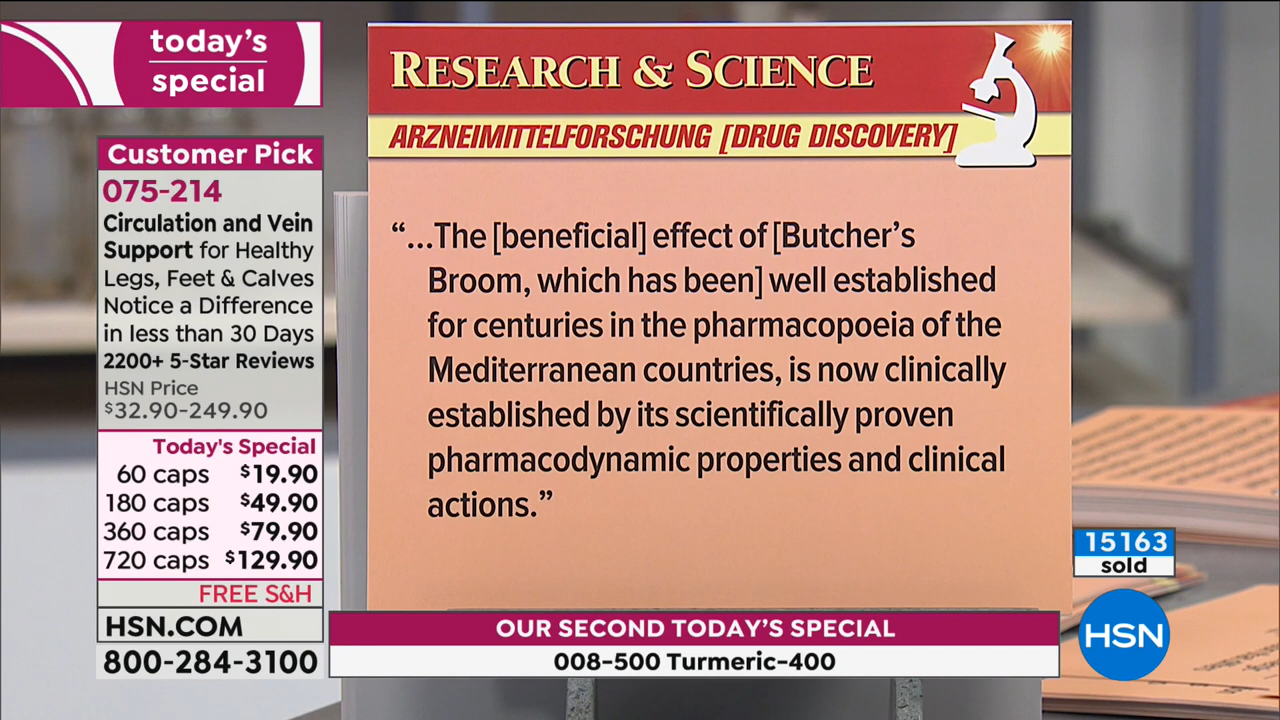 today's
special
Customer Pick
075-214
Circulation and Vein
Support for Healthy
Legs, Feet & Calves
Notice a Difference
in less than 30 Days
2200+ 5-Star Reviews
HSN Price
$32.90-249.90
Today's Special
60 caps $19.90
180 caps $49.90
360 caps $79.90
720 caps $129.90
FREE S&H
HSN.COM
800-284-3100
RESEARCH & SCIENCE
ARZNEIMITTELFORSCHUNG [DRUG DISCOVERY]
“...The [beneficial] effect of [Butcher's
Broom, which has been] well established
for centuries in the pharmacopoeia of the
Mediterranean countries, is now clinically
established by its scientifically proven
pharmacodynamic properties and clinical
actions.”
15163
sold
HSN
OUR SECOND TODAY'S SPECIAL
008-500 Turmeric-400